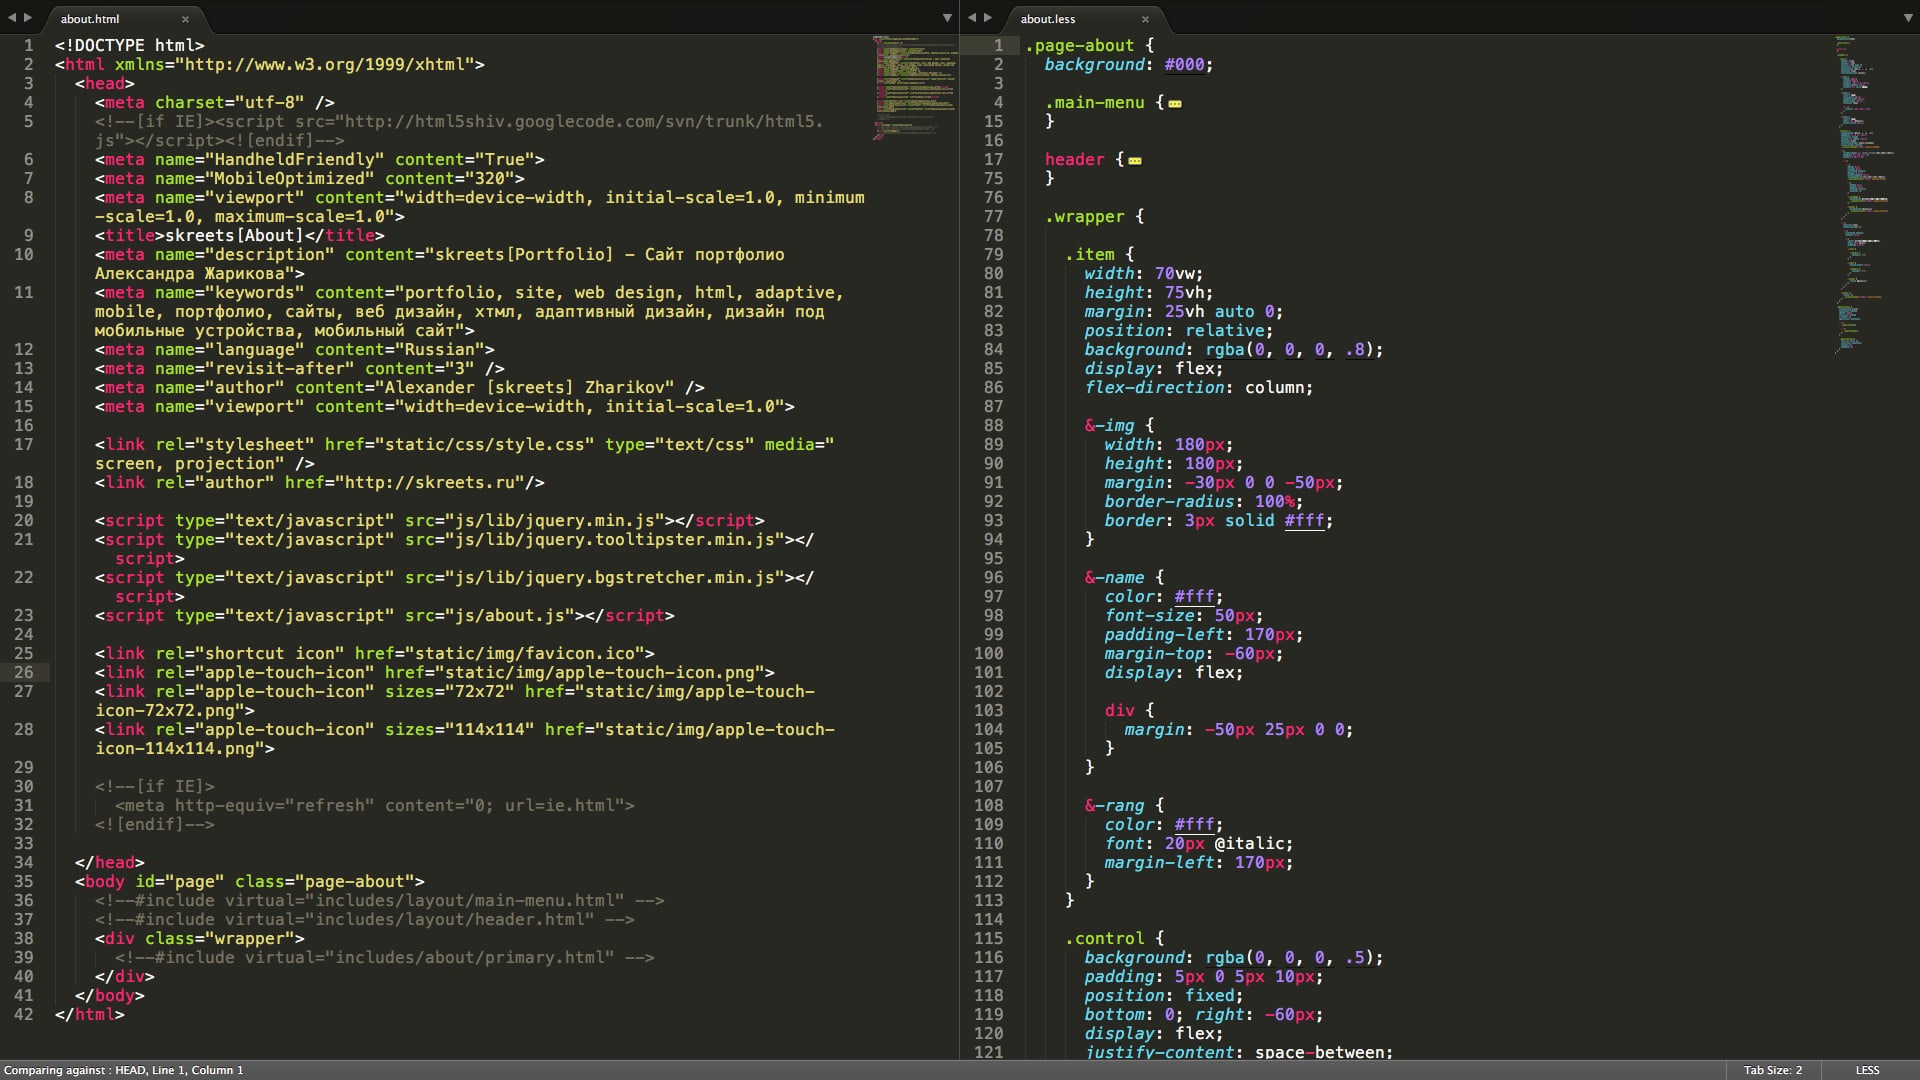 about.html
1 <!DOCTYPE html>
2 <html xmlns="http://www.w3.org/1999/xhtml">
3 <head>
4 <meta charset="utf-8" />
5 <!--[if IE]><script src="http://html5shiv.googlecode.com/svn/trunk/html5.
js"></script><![endif]-->
6 <meta name="HandheldFriendly" content="True">
7 <meta name="MobileOptimized" content="320">
8 <meta name="viewport" content="width=device-width, initial-scale=1.0, minimum
-scale=1.0, maximum-scale=1.0">
9 <title>skreets[About]</title>
10 <meta name="description" content="skreets[Portfolio] - Сайт портфолио
Александра Жарикова">
11 <meta name="keywords" content="portfolio, site, web design, html, adaptive,
mobile, портфолио, сайты, веб дизайн, хтмл, адаптивный дизайн, дизайн под
мобильные устройства, мобильный сайт">
12 <meta name="language" content="Russian">
13 <meta name="revisit-after" content="3" />
14 <meta name="author" content="Alexander [skreets] Zharikov" />
15 <meta name="viewport" content="width=device-width, initial-scale=1.0">
16
17 <link rel="stylesheet" href="static/css/style.css" type="text/css" media="
screen, projection" />
18 <link rel="author" href="http://skreets.ru"/>
19
20 <script type="text/javascript" src="js/lib/jquery.min.js"></script>
21 <script type="text/javascript" src="js/lib/jquery.tooltipster.min.js"></
script>
22 <script type="text/javascript" src="js/lib/jquery.bgstretcher.min.js"></
script>
23 <script type="text/javascript" src="js/about.js"></script>
24
25 <link rel="shortcut icon" href="static/img/favicon.ico">
26 <link rel="apple-touch-icon" href="static/img/apple-touch-icon.png">
27 <link rel="apple-touch-icon" sizes="72x72" href="static/img/apple-touch-
icon-72x72.png">
28 <link rel="apple-touch-icon" sizes="114x114" href="static/img/apple-touch-
icon-114x114.png">
29
30 <!--[if IE]>
31 <meta http-equiv="refresh" content="0; url=ie.html">
32 <![endif]-->
33
34 </head>
35 <body id="page" class="page-about">
36 <!--#include virtual="includes/layout/main-menu.html" -->
37 <!--#include virtual="includes/layout/header.html" -->
38 <div class="wrapper">
39 <!--#include virtual="includes/about/primary.html" -->
40 </div>
41 </body>
42 </html>
about.less
1 .page-about {
2 background: #000;
3
4 .main-menu {
15 }
16
17 header {
75 }
76
77 .wrapper {
78
79 .item {
80 width: 70vw;
81 height: 75vh;
82 margin: 25vh auto 0;
83 position: relative;
84 background: rgba(0, 0, 0, .8);
85 display: flex;
86 flex-direction: column;
87
88 &-img {
89 width: 180px;
90 height: 180px;
91 margin: -30px 0 0 -50px;
92 border-radius: 100%;
93 border: 3px solid #fff;
94 }
95
96 &-name {
97 color: #fff;
98 font-size: 50px;
99 padding-left: 170px;
100 margin-top: -60px;
101 display: flex;
102
103 div {
104 margin: -50px 25px 0 0;
105 }
106 }
107
108 &-rang {
109 color: #fff;
110 font: 20px @italic;
111 margin-left: 170px;
112 }
113 }
114
115 .control {
116 background: rgba(0, 0, 0, .5);
117 padding: 5px 0 5px 10px;
118 position: fixed;
119 bottom: 0; right: -60px;
120 display: flex;
121 justify-content: space-between;
Comparing against : HEAD, Line 1, Column 1
Tab Size: 2
LESS